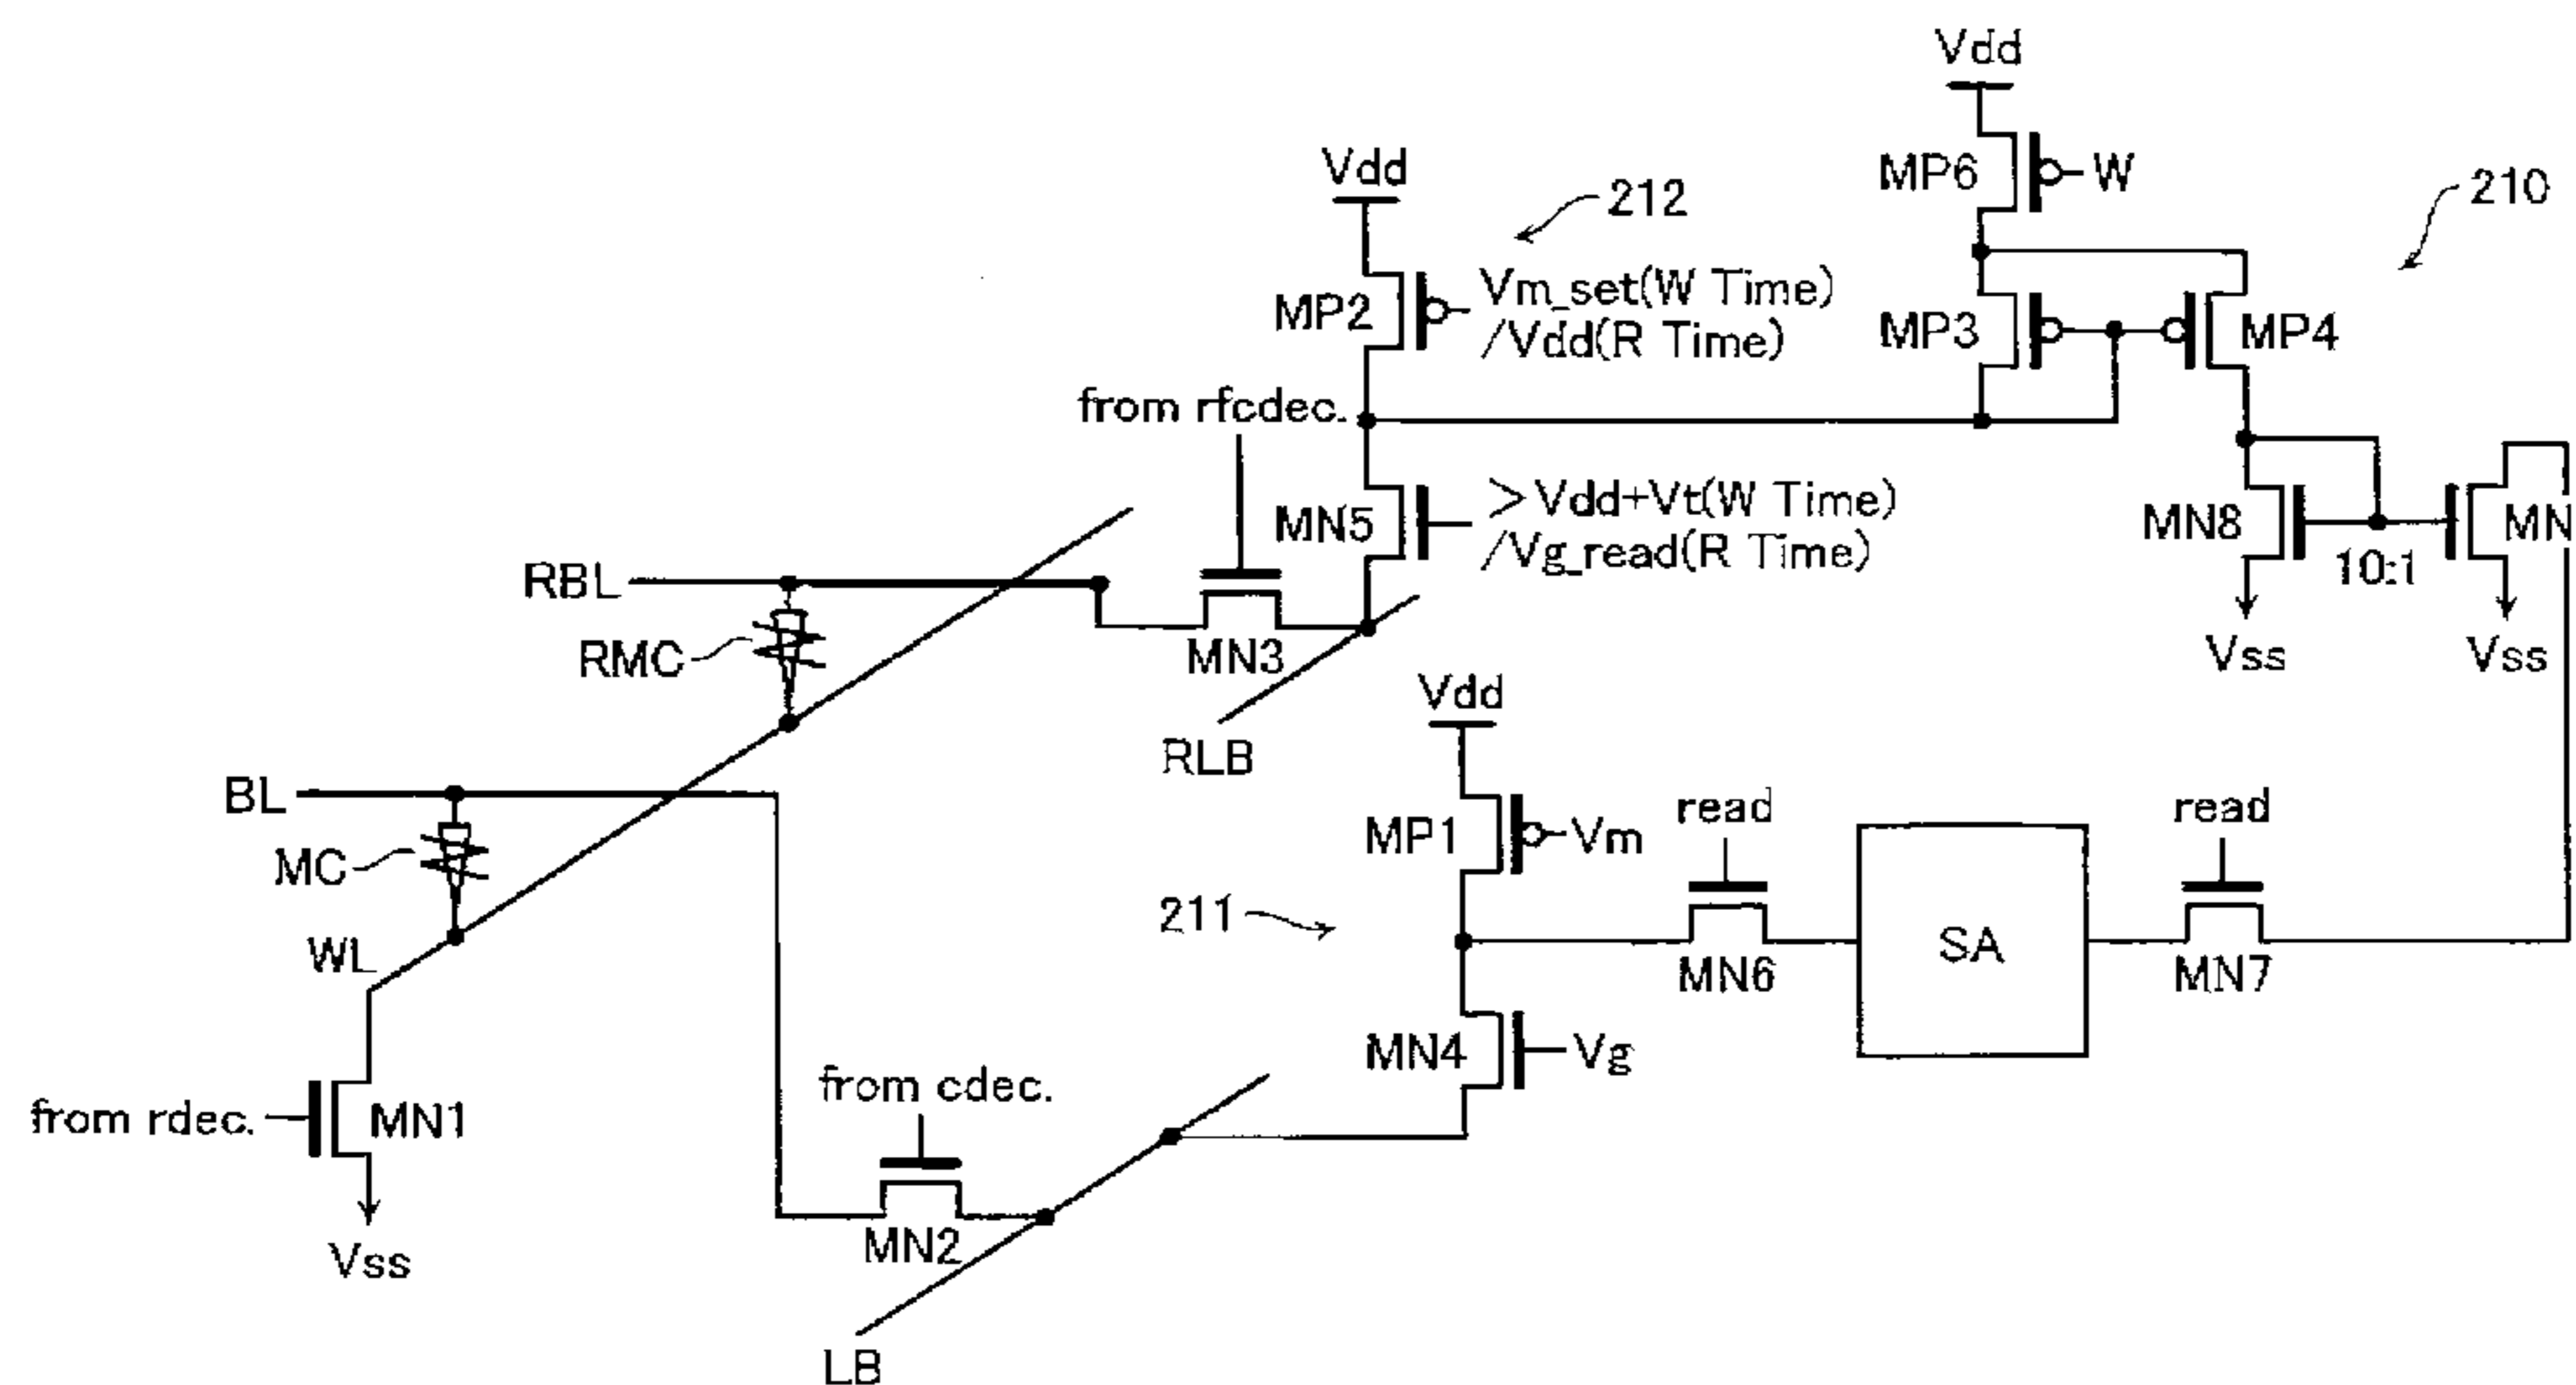 Vdd
MP6
W
210
Vdd
212
MP2
Vm_set(W Time)
/Vdd(R Time)
MP3
MP4
from rfcdec.
MN5
>Vdd+Vt(W Time)
/Vg_read(R Time)
MN8
10:1
MN
RBL
RMC
MN3
Vss
Vss
RLB
Vdd
BL
MC
MP1
Vm
read
read
211
SA
WL
MN6
MN7
MN4
Vg
from cdec.
from rdec.
MN1
MN2
Vss
LB